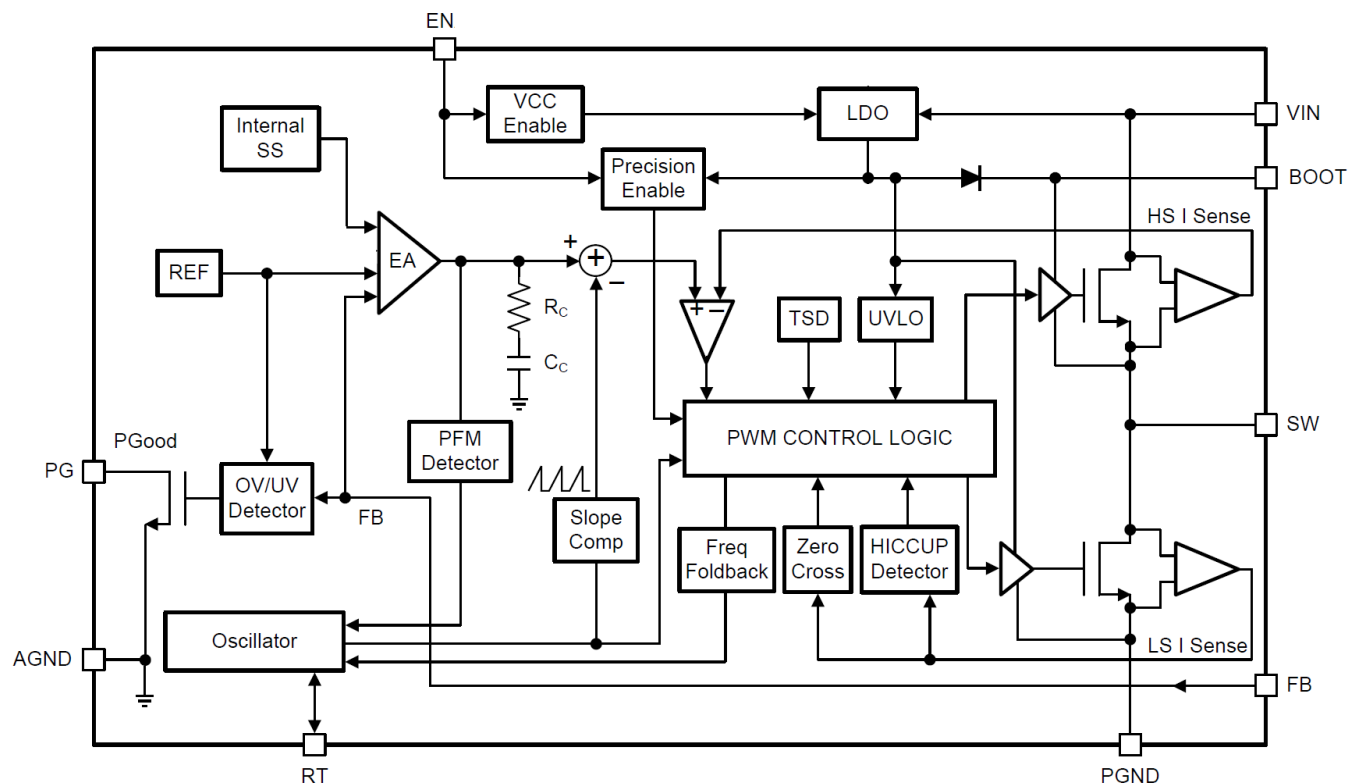 EN
VCC
Enable
LDO
VIN
Internal
SS
Precision
Enable
BOOT
HS I Sense
EA
REF
+
+
−
R_C
+ −
TSD
UVLO
C_C
PWM CONTROL LOGIC
SW
PGood
PFM
Detector
PG
OV/UV
Detector
FB
Slope
Comp
Freq
Foldback
Zero
Cross
HICCUP
Detector
Oscillator
LS I Sense
AGND
FB
RT
PGND